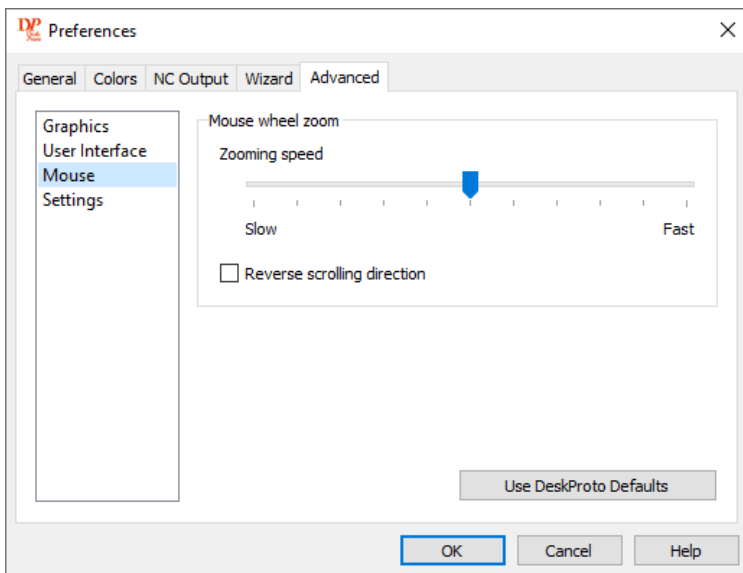 DP Preferences
General Colors NC Output Wizard Advanced
Graphics
User Interface
Mouse
Settings
Mouse wheel zoom
Zooming speed
Slow Fast
Reverse scrolling direction
Use DeskProto Defaults
OK Cancel Help